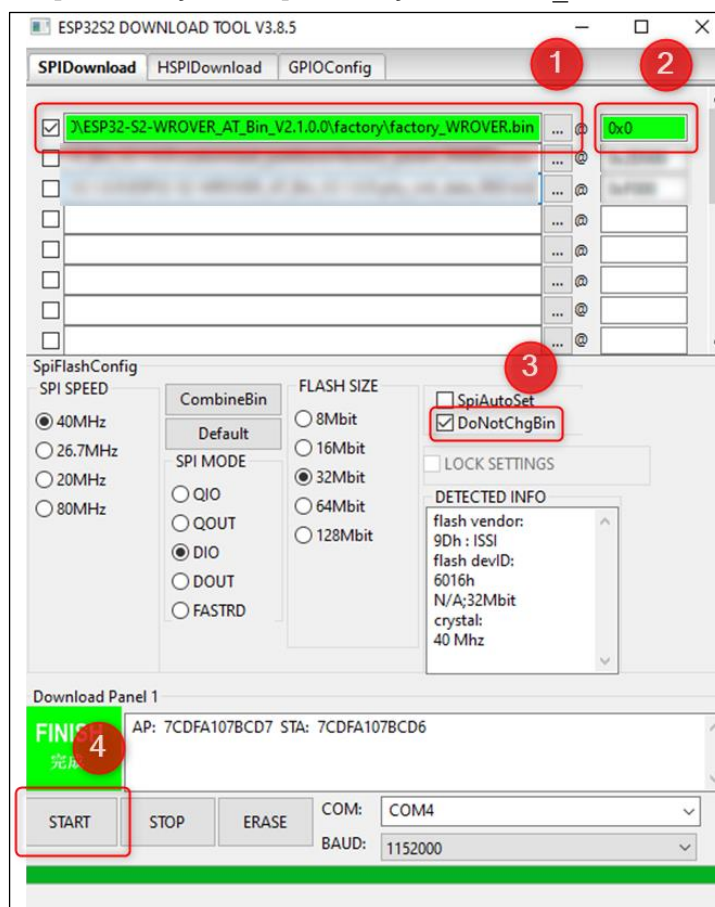 ESP32S2 DOWNLOAD TOOL V3.8.5
SPIDownload HSPIDownload GPIOConfig
1 2
)\ESP32-S2-WROVER_AT_Bin_V2.1.0.0\factory\factory_WROVER.bin ... @ 0x0
... @
... @
... @
... @
... @
... @
... @
3
SpiFlashConfig
SPI SPEED
40MHz
26.7MHz
20MHz
80MHz
CombineBin
Default
SPI MODE
QIO
QOUT
DIO
DOUT
FASTRD
FLASH SIZE
8Mbit
16Mbit
32Mbit
64Mbit
128Mbit
SpiAutoSet
DoNotChgBin
LOCK SETTINGS
DETECTED INFO
flash vendor:
9Dh : ISSI
flash devID:
6016h
N/A;32Mbit
crystal:
40 Mhz
Download Panel 1
FINISH
完成
4
AP: 7CDFA107BCD7 STA: 7CDFA107BCD6
START STOP ERASE
COM: COM4
BAUD: 1152000